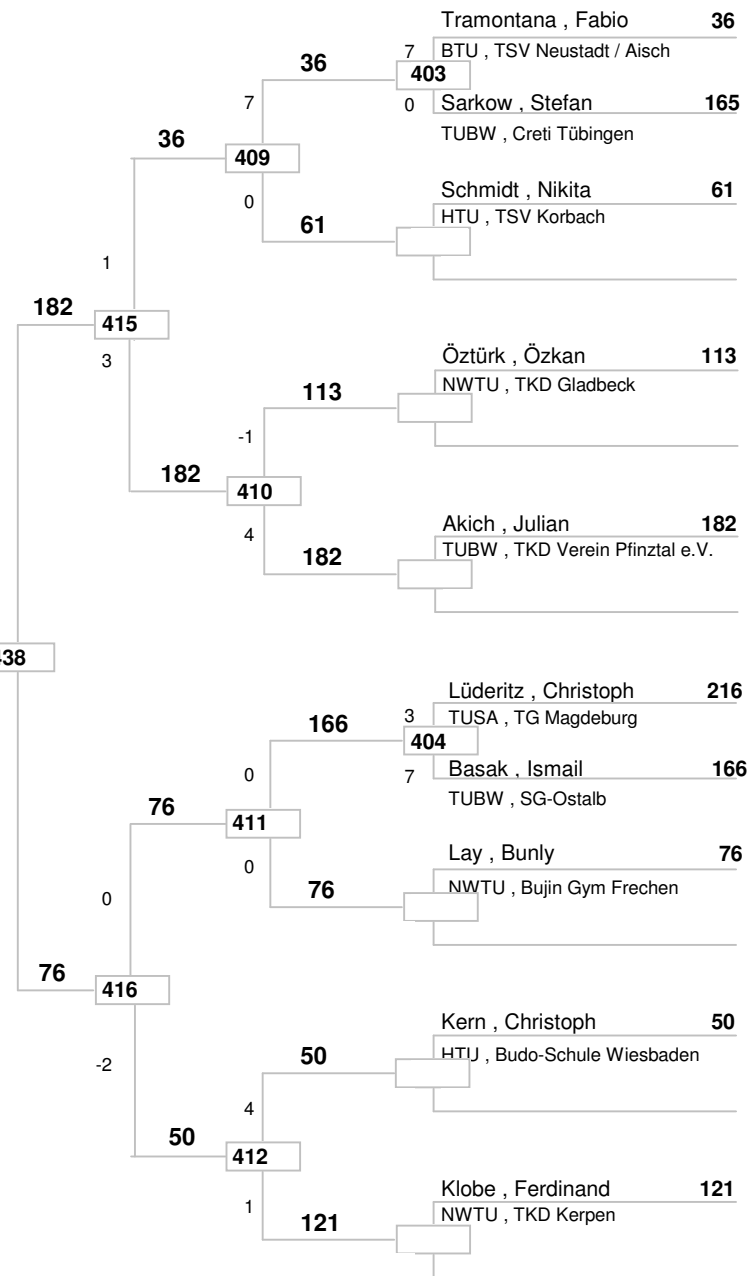 Tramontana , Fabio 36
7 BTU , TSV Neustadt / Aisch
36 403
0 Sarkow , Stefan 165
7
TUBW , Creti Tübingen
36
409
Schmidt , Nikita 61
0
HTU , TSV Korbach
61
1
182
415
Öztürk , Özkan 113
3
NWTU , TKD Gladbeck
113
-1
182
410
Akich , Julian 182
4
TUBW , TKD Verein Pfinztal e.V.
182
38
Lüderitz , Christoph 216
3 TUSA , TG Magdeburg
166 404
7 Basak , Ismail 166
0
TUBW , SG-Ostalb
76
411
Lay , Bunly 76
0
NWTU , Bujin Gym Frechen
76
0
76
416
Kern , Christoph 50
-2
HTU , Budo-Schule Wiesbaden
50
4
50
412
Klobe , Ferdinand 121
1
NWTU , TKD Kerpen
121